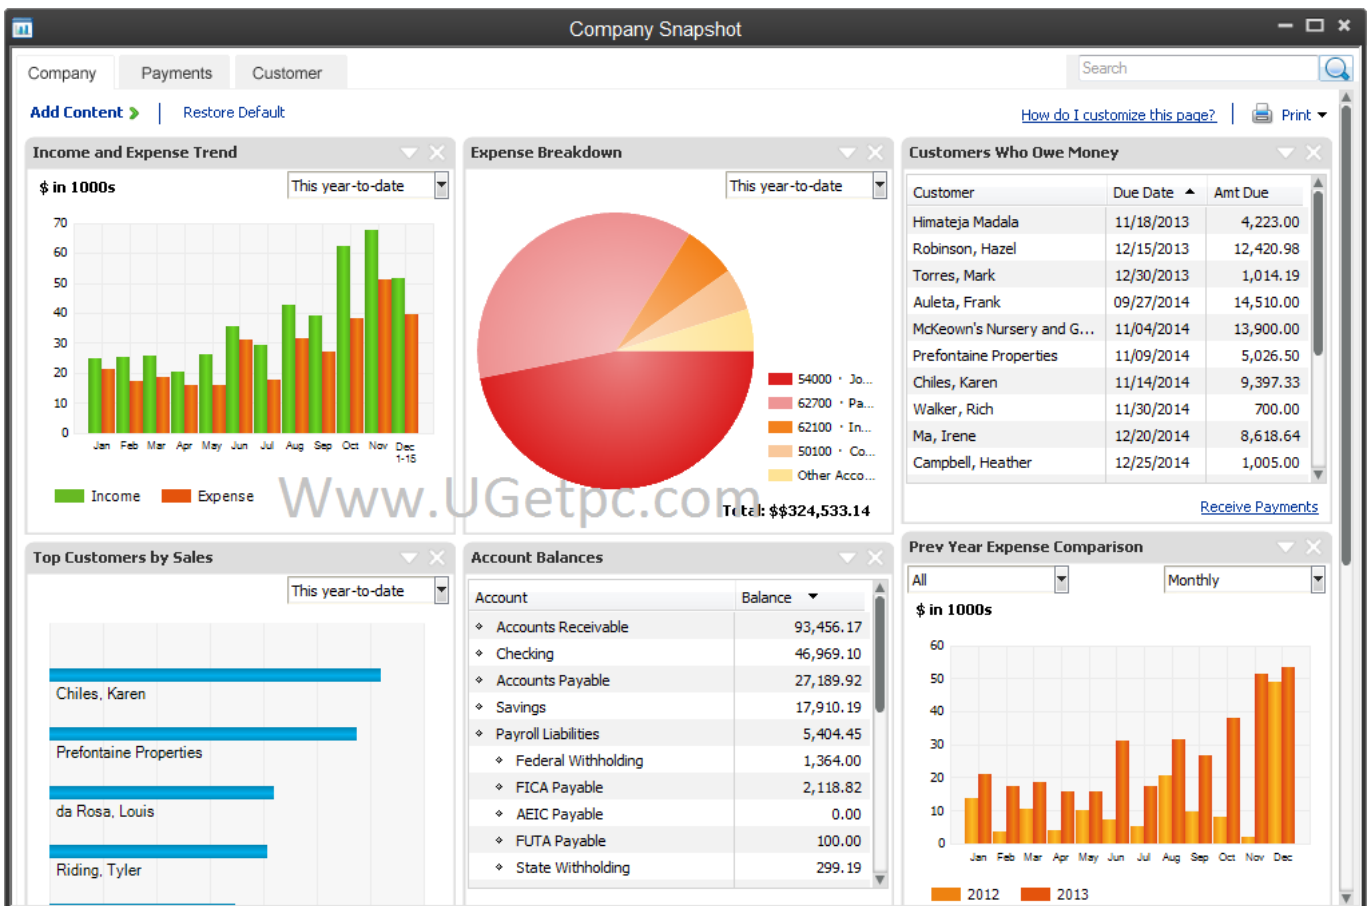 Company Snapshot
Company Payments Customer Search
Add Content Restore Default How do I customize this page? Print
Income and Expense Trend
$ in 1000s This year-to-date
70
60
50
40
30
20
10
0
Jan Feb Mar Apr May Jun Jul Aug Sep Oct Nov Dec
1-15
Income Expense
Expense Breakdown
This year-to-date
54000 · Jo...
62700 · Pa...
62100 · In...
50100 · Co...
Other Acco...
Total: $$324,533.14
Www.UGetpc.com
Customers Who Owe Money
Customer Due Date Amt Due
Himateja Madala 11/18/2013 4,223.00
Robinson, Hazel 12/15/2013 12,420.98
Torres, Mark 12/30/2013 1,014.19
Auleta, Frank 09/27/2014 14,510.00
McKeown's Nursery and G... 11/04/2014 13,900.00
Prefontaine Properties 11/09/2014 5,026.50
Chiles, Karen 11/14/2014 9,397.33
Walker, Rich 11/30/2014 700.00
Ma, Irene 12/20/2014 8,618.64
Campbell, Heather 12/25/2014 1,005.00
Receive Payments
Top Customers by Sales
This year-to-date
Chiles, Karen
Prefontaine Properties
da Rosa, Louis
Riding, Tyler
Account Balances
Account Balance
Accounts Receivable 93,456.17
Checking 46,969.10
Accounts Payable 27,189.92
Savings 17,910.19
Payroll Liabilities 5,404.45
Federal Withholding 1,364.00
FICA Payable 2,118.82
AEIC Payable 0.00
FUTA Payable 100.00
State Withholding 299.19
Prev Year Expense Comparison
All Monthly
$ in 1000s
60
50
40
30
20
10
0
Jan Feb Mar Apr May Jun Jul Aug Sep Oct Nov Dec
2012 2013